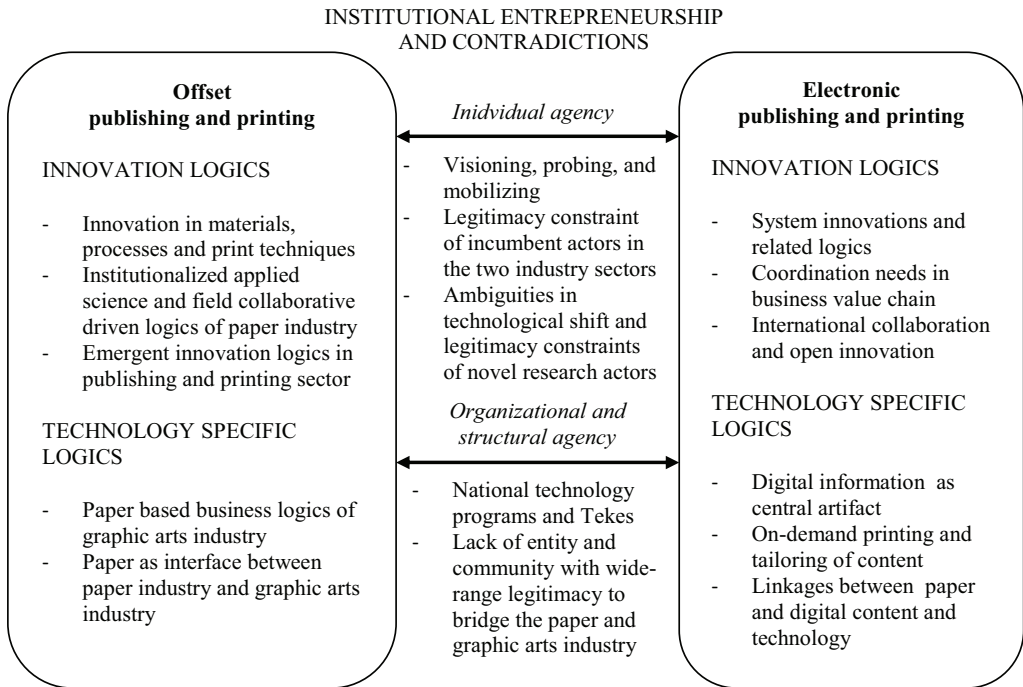 INSTITUTIONAL ENTREPRENEURSHIP
AND CONTRADICTIONS
Offset
publishing and printing
INNOVATION LOGICS
- Innovation in materials,
processes and print techniques
- Institutionalized applied
science and field collaborative
driven logics of paper industry
- Emergent innovation logics in
publishing and printing sector
TECHNOLOGY SPECIFIC
LOGICS
- Paper based business logics of
graphic arts industry
- Paper as interface between
paper industry and graphic arts
industry
Inidividual agency
- Visioning, probing, and
mobilizing
- Legitimacy constraint
of incumbent actors in
the two industry sectors
- Ambiguities in
technological shift and
legitimacy constraints
of novel research actors
Organizational and
structural agency
- National technology
programs and Tekes
- Lack of entity and
community with wide-
range legitimacy to
bridge the paper and
graphic arts industry
Electronic
publishing and printing
INNOVATION LOGICS
- System innovations and
related logics
- Coordination needs in
business value chain
- International collaboration
and open innovation
TECHNOLOGY SPECIFIC
LOGICS
- Digital information as
central artifact
- On-demand printing and
tailoring of content
- Linkages between paper
and digital content and
technology